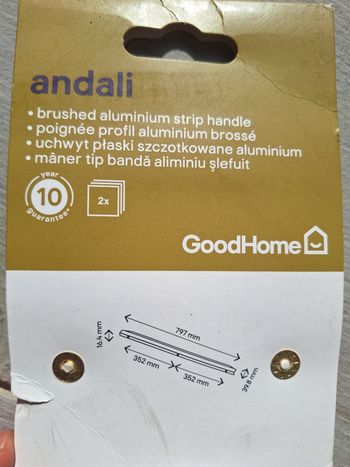 andali
• brushed aluminium strip handle
• poignée profil aluminium brossé
• uchwyt płaski szczotkowane aluminium
• mâner tip bandă aliminiu şlefuit
year
10
guarantee*
2x
GoodHome
797 mm
16.4 mm
352 mm
352 mm
39.8 mm